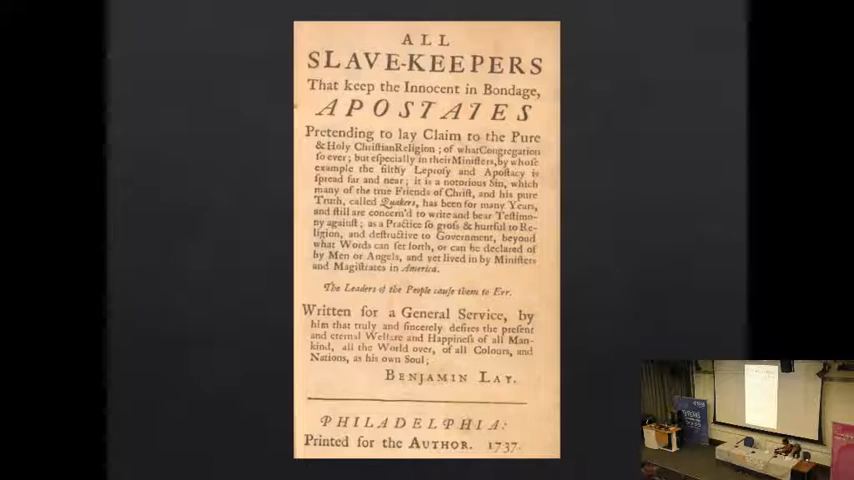 ALL
SLAVE-KEEPERS
That keep the Innocent in Bondage,
APOSTATES
Pretending to lay Claim to the Pure
& Holy Christian Religion; of what Congregation
so ever; but especially in their Ministers, by whose
example the filthy Leprosy and Apostacy is
spread far and near; it is a notorious Sin, which
many of the true Friends of Christ, and his pure
Truth, called Quakers, has been for many Years,
and still are concern'd to write and bear Testimo-
ny against; as a Practice so gross & hurtful to Re-
ligion, and destructive to Government, beyond
what Words can set forth, or can be declared of
by Men or Angels, and yet lived in by Ministers
and Magistrates in America.
The Leaders of the People cause them to Err.
Written for a General Service, by
him that truly and sincerely desires the present
and eternal Welfare and Happiness of all Man-
kind, all the World over, of all Colours, and
Nations, as his own Soul;
BENJAMIN LAY.
PHILADELPHIA:
Printed for the AUTHOR. 1737.